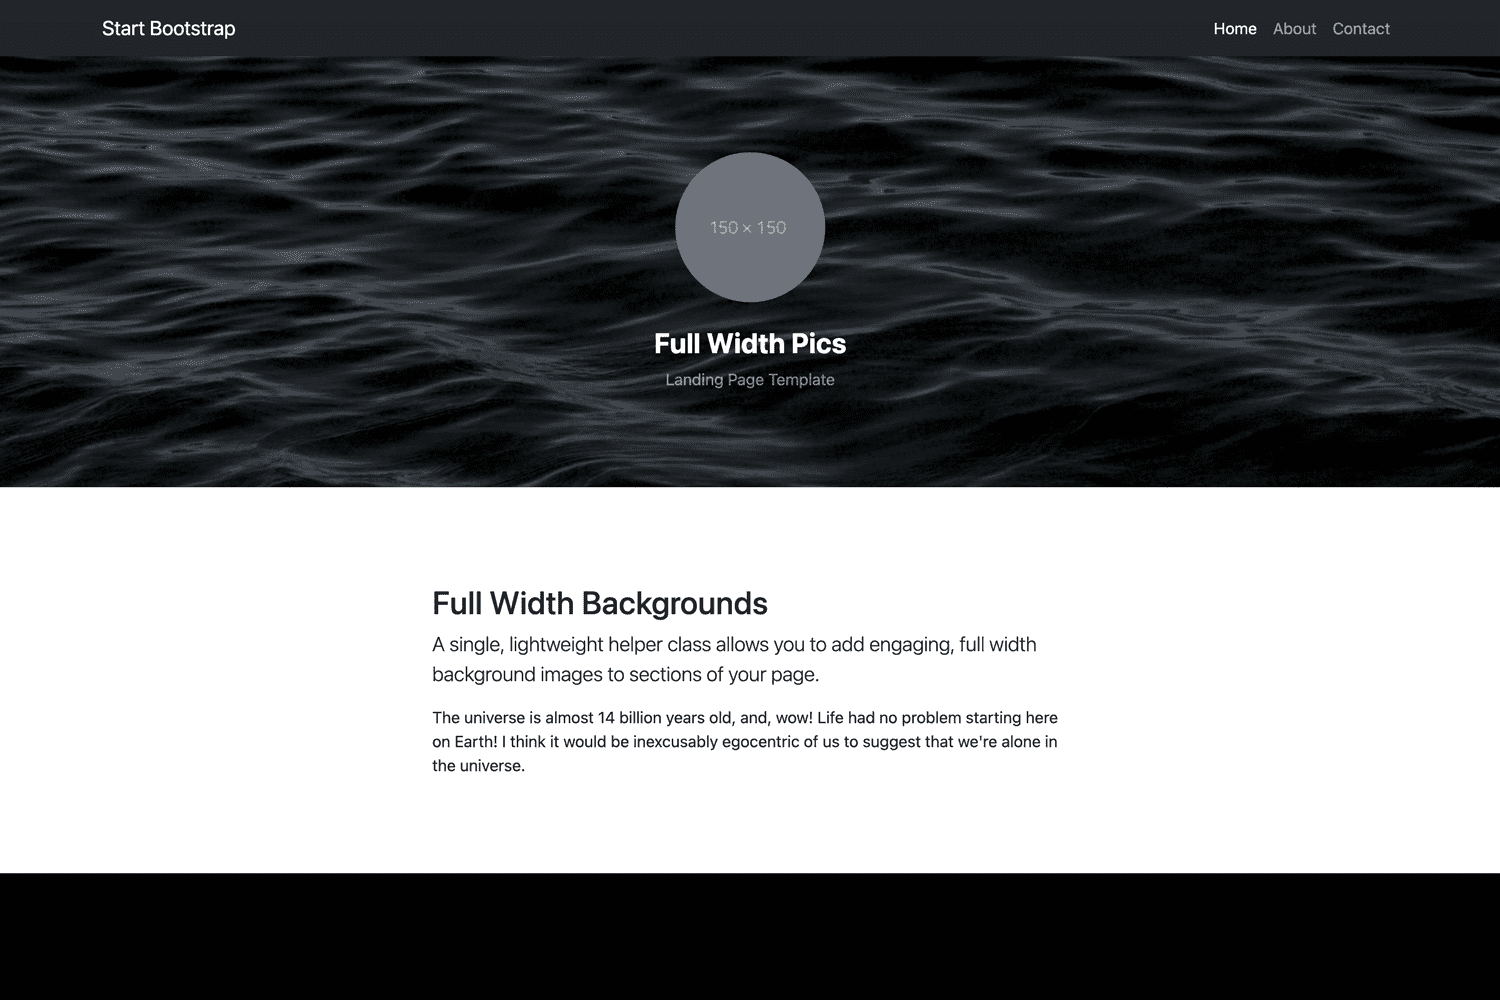 Start Bootstrap
Home About Contact
150 × 150
Full Width Pics
Landing Page Template
Full Width Backgrounds
A single, lightweight helper class allows you to add engaging, full width
background images to sections of your page.
The universe is almost 14 billion years old, and, wow! Life had no problem starting here
on Earth! I think it would be inexcusably egocentric of us to suggest that we're alone in
the universe.